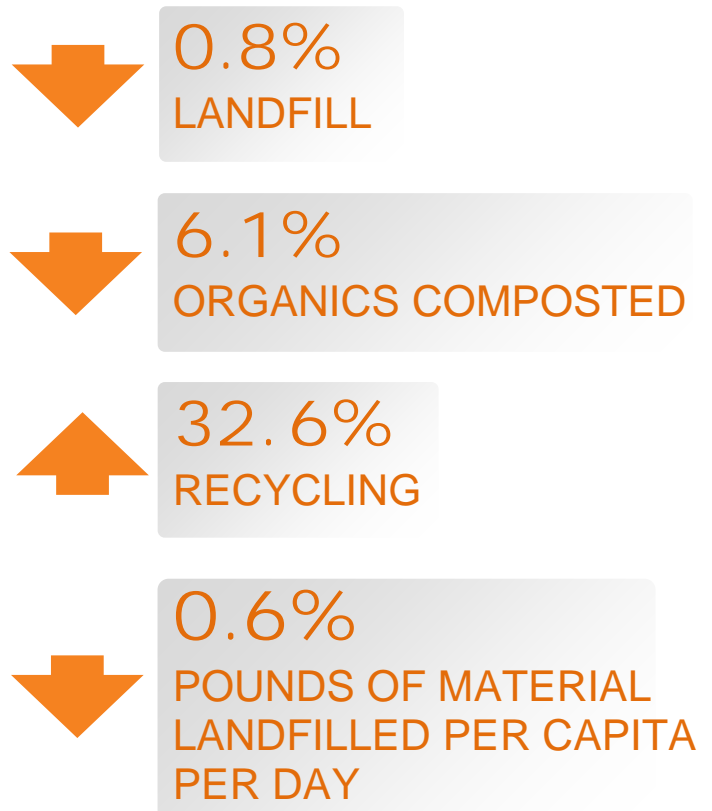 0.8%
LANDFILL
6.1%
ORGANICS COMPOSTED
32.6%
RECYCLING
0.6%
POUNDS OF MATERIAL
LANDFILLED PER CAPITA
PER DAY